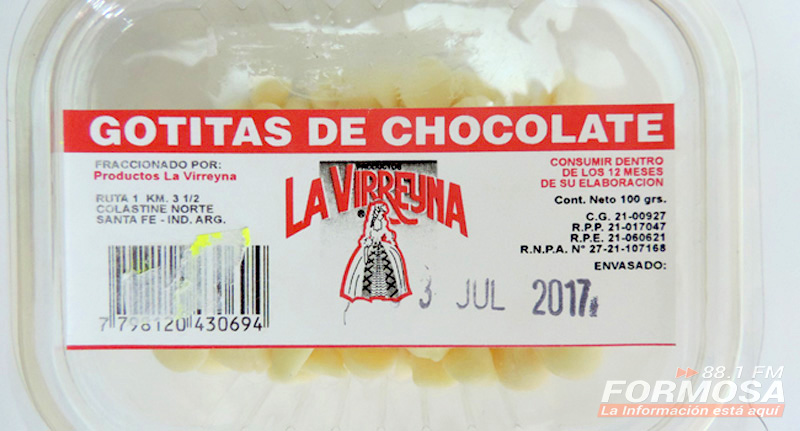 GOTITAS DE CHOCOLATE
FRACCIONADO POR:
Productos La Virreyna
RUTA 1 KM. 3 1/2
COLASTINE NORTE
SANTA FE - IND. ARG.
7 798120 430694
PRODUCTOS
LA VIRREYNA
®
CONSUMIR DENTRO
DE LOS 12 MESES
DE SU ELABORACION
Cont. Neto 100 grs.
C.G. 21-00927
R.P.P. 21-017047
R.P.E. 21-060621
R.N.P.A. N° 27-21-107168
ENVASADO:
3 JUL 2017
88.1 FM
FORMOSA
La Información está aquí